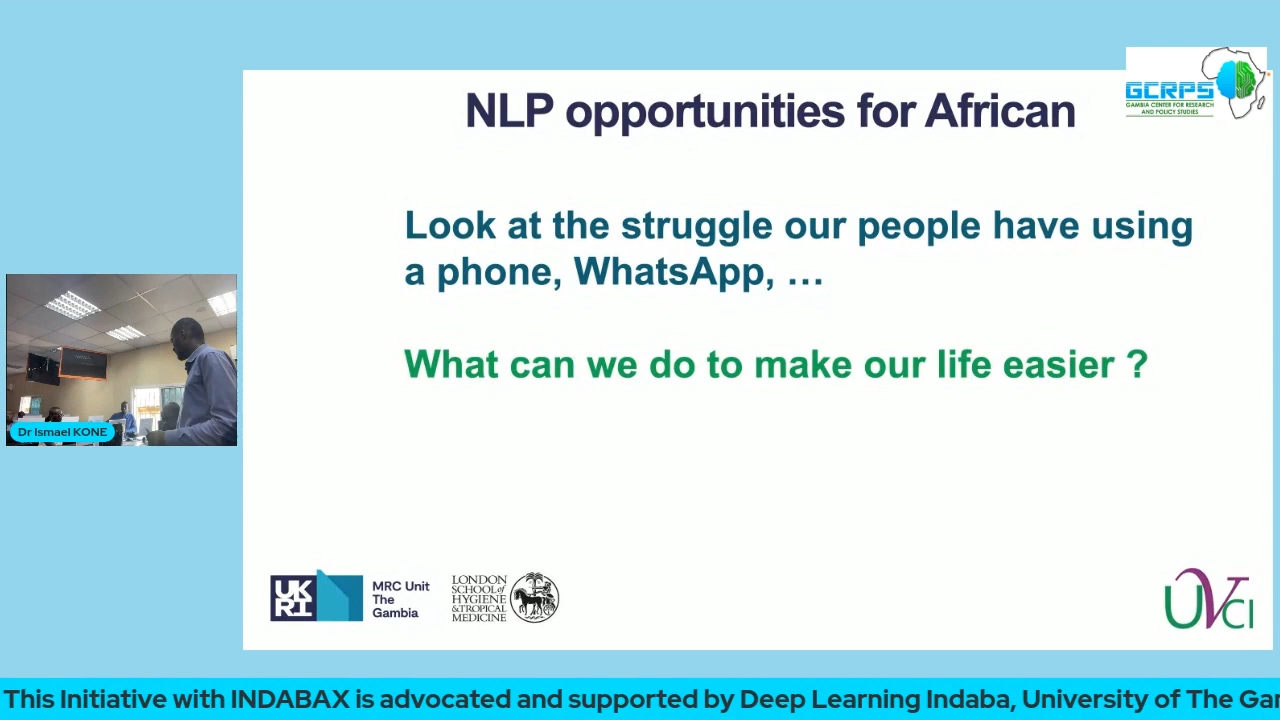 NLP opportunities for African
GCRPS
GAMBIA CENTER FOR RESEARCH
AND POLICY STUDIES
Look at the struggle our people have using
a phone, WhatsApp, …
What can we do to make our life easier ?
Dr Ismael KONE
UK
RI
MRC Unit
The
Gambia
LONDON
SCHOOL of
HYGIENE
&TROPICAL
MEDICINE
UVCI
This Initiative with INDABAX is advocated and supported by Deep Learning Indaba, University of The Gar